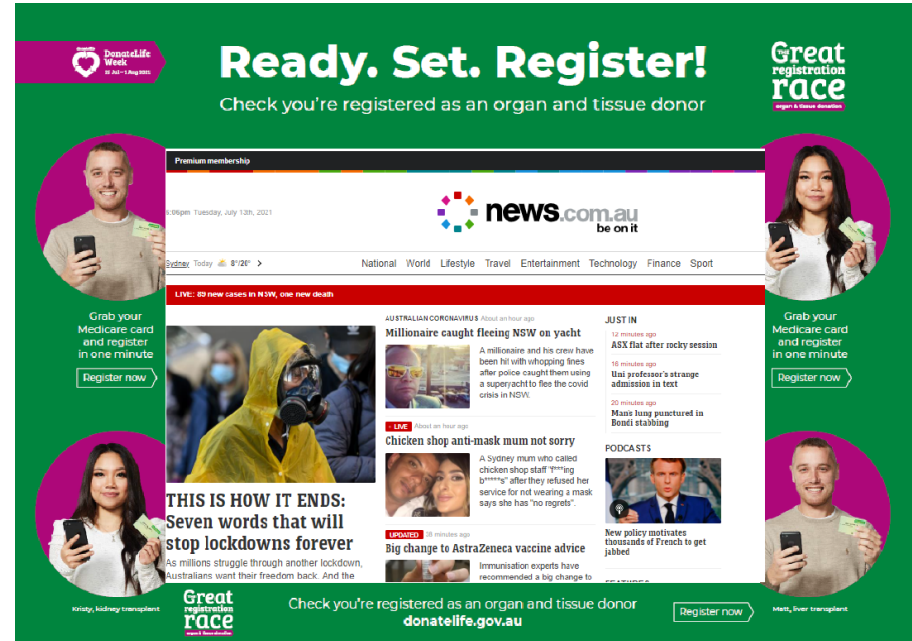 DonateLife
Week
Ready. Set. Register!
Check you're registered as an organ and tissue donor
The
Great
registration
race
organ & tissue donation
Premium membership
6:06pm Tuesday, July 13th, 2021
news.com.au
be on it
Sydney Today 8°/20° >
National World Lifestyle Travel Entertainment Technology Finance Sport
LIVE: 89 new cases in NSW, one new death
Grab your
Medicare card
and register
in one minute
Register now
THIS IS HOW IT ENDS:
Seven words that will
stop lockdowns forever
As millions struggle through another lockdown,
Australians want their freedom back. And the
AUSTRALIAN CORONAVIRUS About an hour ago
Millionaire caught fleeing NSW on yacht
A millionaire and his crew have
been hit with whopping fines
after police caught them using
a superyacht to flee the covid
crisis in NSW.
LIVE About an hour ago
Chicken shop anti-mask mum not sorry
A Sydney mum who called
chicken shop staff "f***ing
b*****s" after they refused her
service for not wearing a mask
says she has "no regrets".
UPDATED 38 minutes ago
Big change to AstraZeneca vaccine advice
Immunisation experts have
recommended a big change to
JUST IN
12 minutes ago
ASX flat after rocky session
16 minutes ago
Uni professor's strange
admission in text
20 minutes ago
Man's lung punctured in
Bondi stabbing
PODCASTS
New policy motivates
thousands of French to get
jabbed
FEATURES
Grab your
Medicare card
and register
in one minute
Register now
Kristy, kidney transplant
Great
registration
race
organ & tissue donation
Check you're registered as an organ and tissue donor
donatelife.gov.au
Register now
Matt, liver transplant